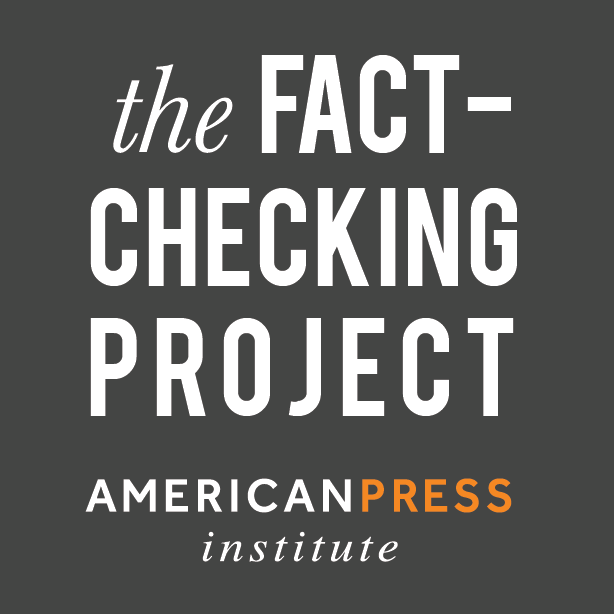 the FACT-
CHECKING
PROJECT
AMERICANPRESS
institute